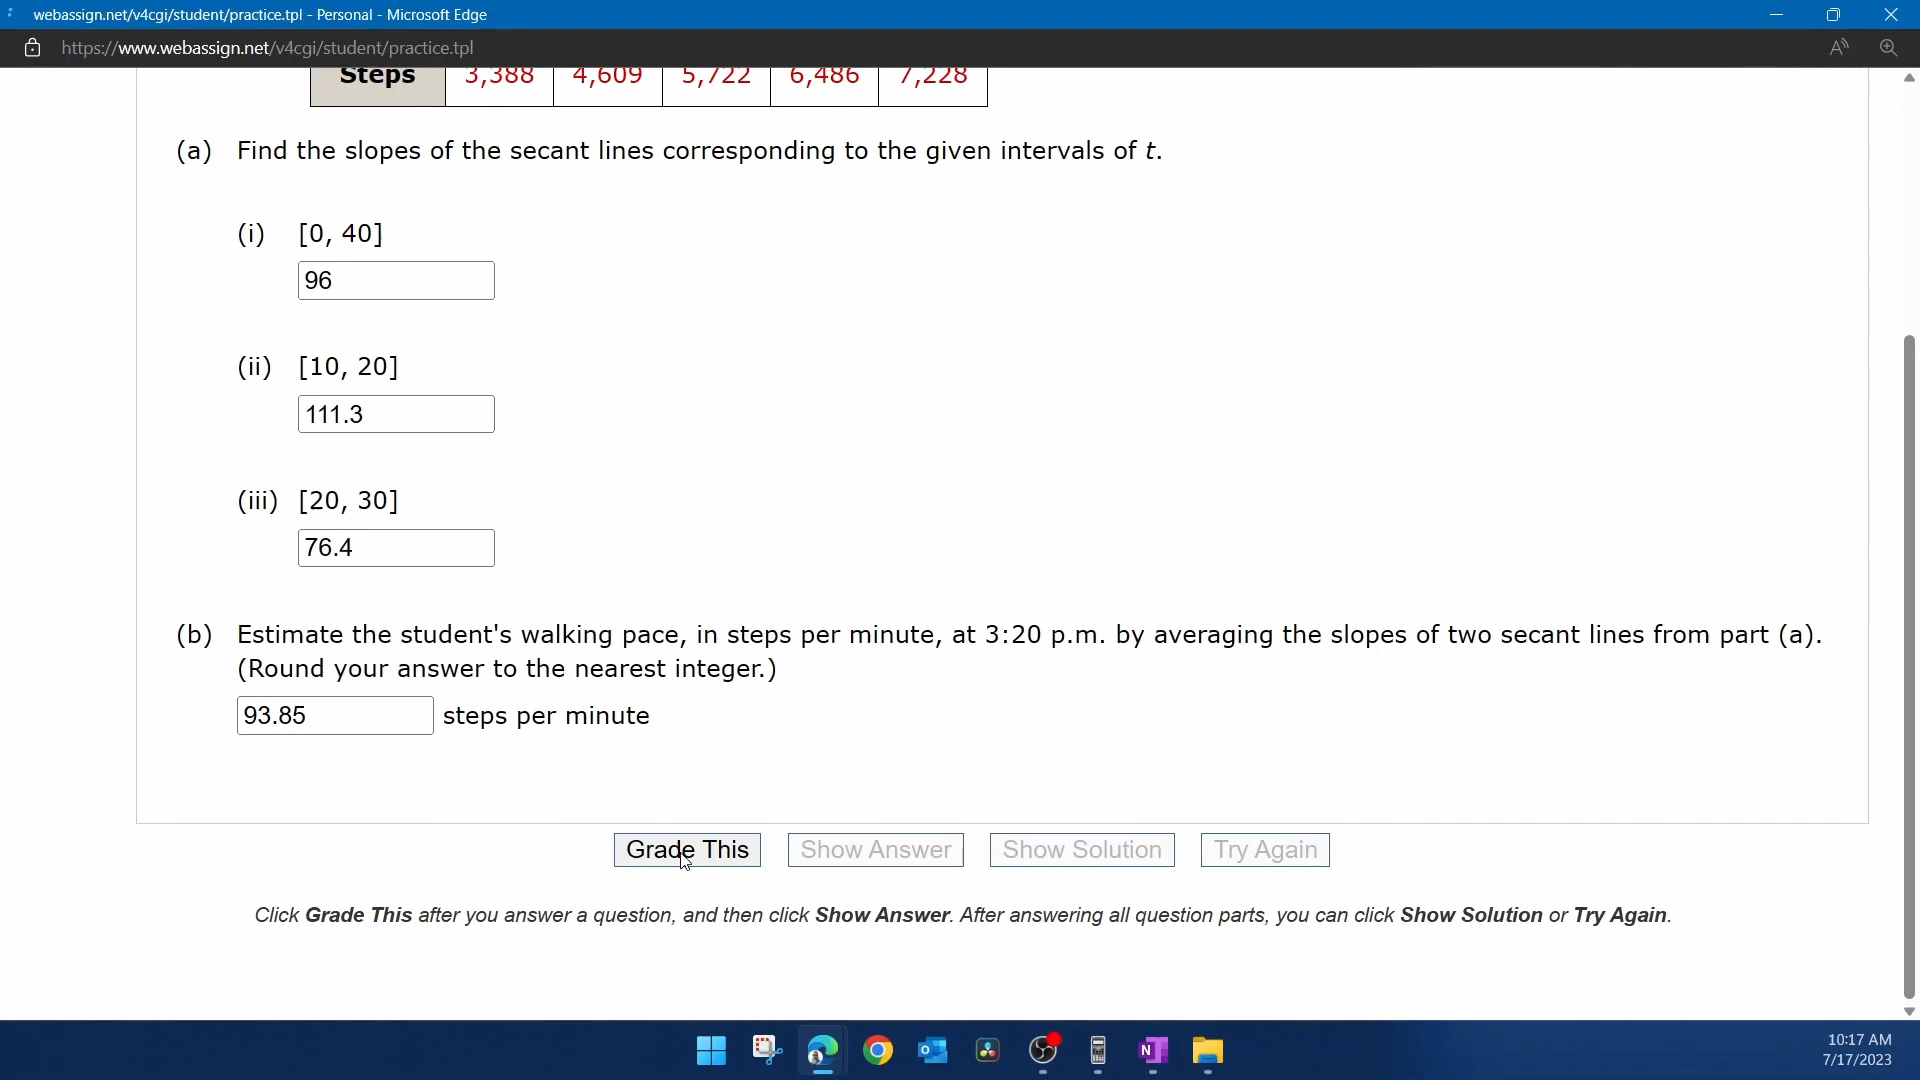 webassign.net/v4cgi/student/practice.tpl - Personal - Microsoft Edge
https://www.webassign.net/v4cgi/student/practice.tpl
Steps 3,388 4,609 5,722 6,486 7,228
(a) Find the slopes of the secant lines corresponding to the given intervals of t.
(i) [0, 40]
96
(ii) [10, 20]
111.3
(iii) [20, 30]
76.4
(b) Estimate the student's walking pace, in steps per minute, at 3:20 p.m. by averaging the slopes of two secant lines from part (a).
(Round your answer to the nearest integer.)
93.85 steps per minute
Grade This Show Answer Show Solution Try Again
Click Grade This after you answer a question, and then click Show Answer. After answering all question parts, you can click Show Solution or Try Again.
10:17 AM
7/17/2023